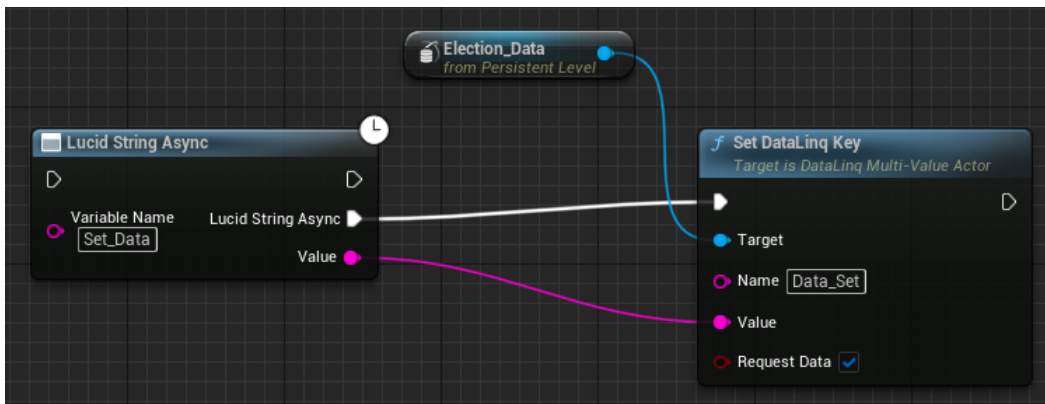 Election_Data
from Persistent Level
Lucid String Async
Variable Name
Set_Data
Lucid String Async
Value
Set DataLinq Key
Target is DataLinq Multi-Value Actor
Target
Name Data_Set
Value
Request Data